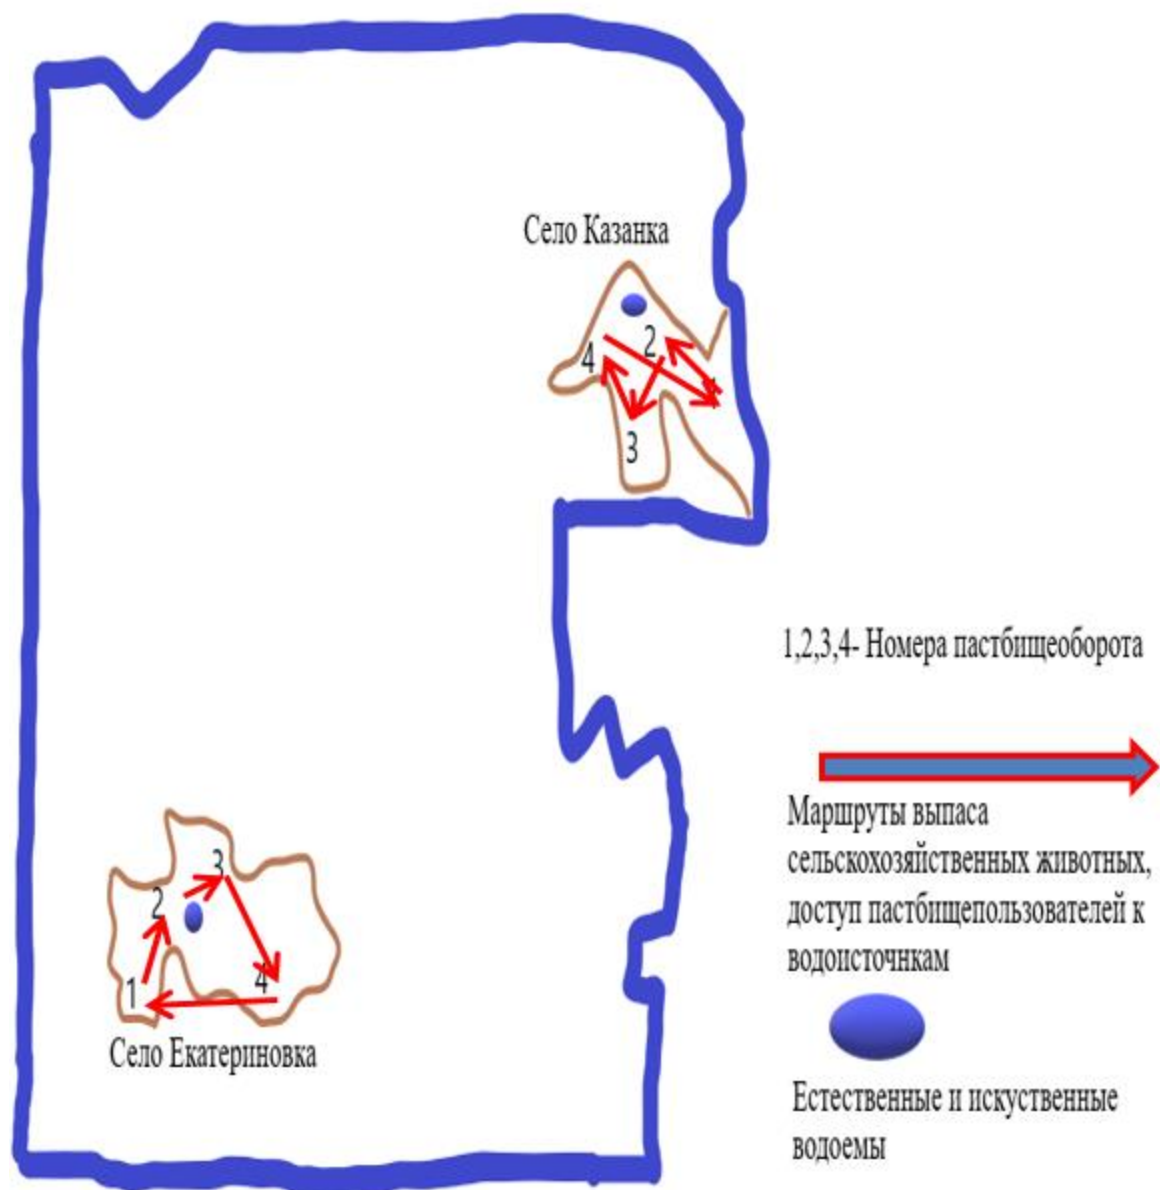 Село Казанка
2
4
1
3
1,2,3,4- Номера пастбищеоборота
Маршруты выпаса
сельскохозяйственных животных,
доступ пастбищепользователей к
водоисточнкам
3
2
4
1
Село Екатериновка
Естественные и искуственные
водоемы